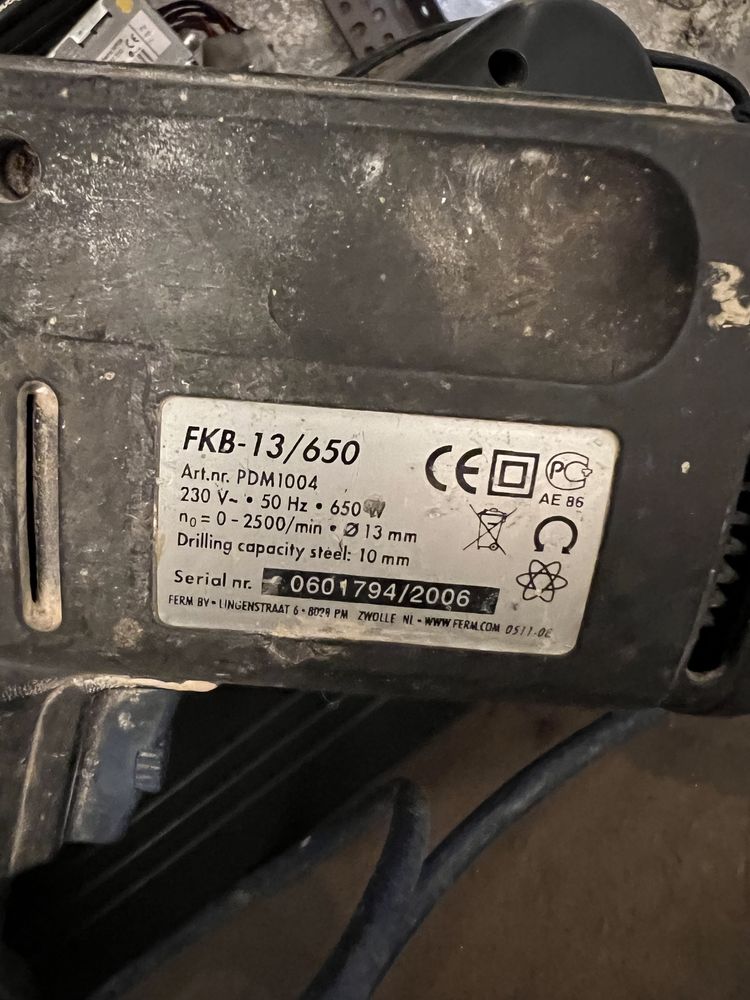 FKB-13/650
Art.nr. PDM1004
230 V~ • 50 Hz • 650 W
n₀ = 0 - 2500/min • Ø 13 mm
Drilling capacity steel: 10 mm
Serial nr. 0601794/2006
FERM BV • LINGENSTRAAT 6 • 8028 PM ZWOLLE NL • WWW.FERM.COM 0511-06
CE
PC
AE 86